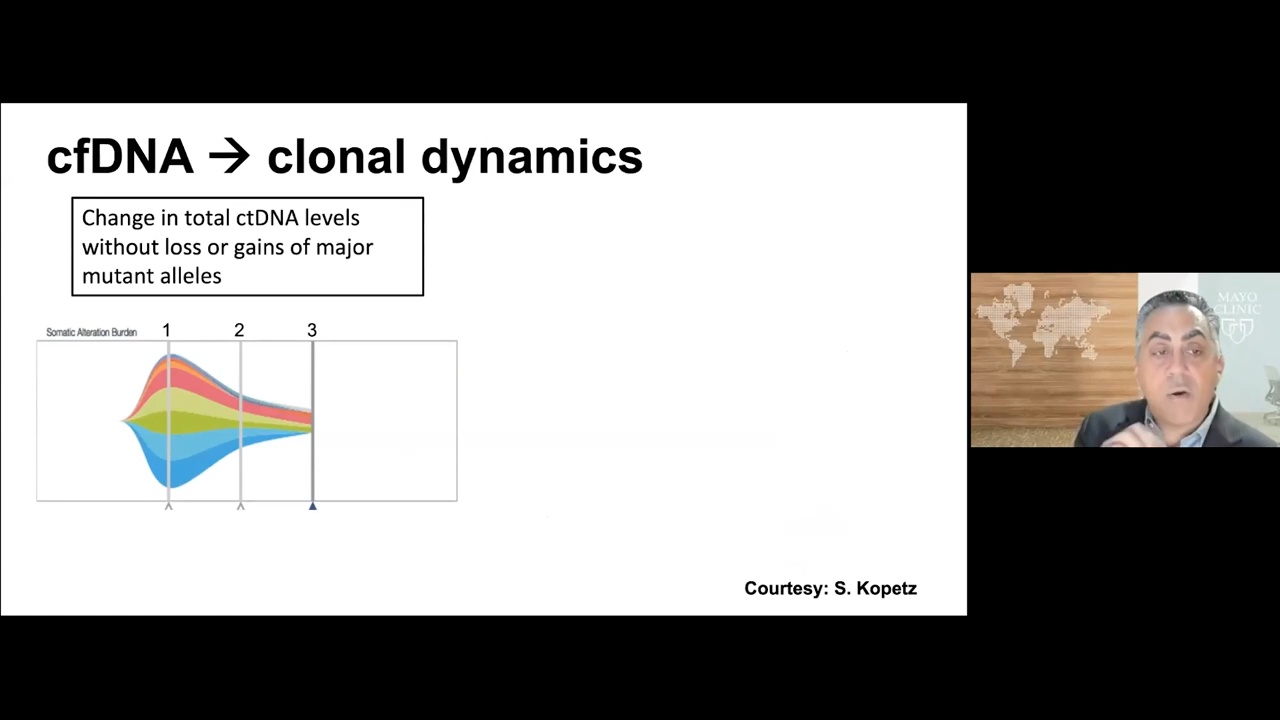 cfDNA → clonal dynamics
Change in total ctDNA levels
without loss or gains of major
mutant alleles
Somatic Alteration Burden 1 2 3
Courtesy: S. Kopetz
MAYO
CLINIC